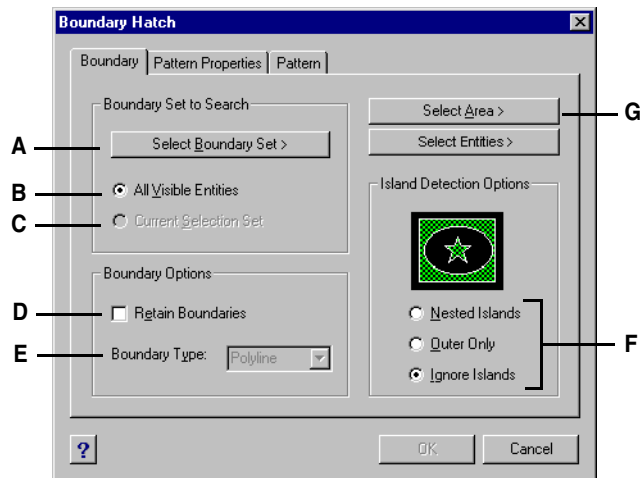 Boundary Hatch
Boundary Pattern Properties Pattern
Boundary Set to Search
A
Select Boundary Set >
B
All Visible Entities
C
Current Selection Set
Boundary Options
D
Retain Boundaries
E
Boundary Type: Polyline
Select Area >
G
Select Entities >
Island Detection Options
Nested Islands
Outer Only
Ignore Islands
F
?
OK
Cancel